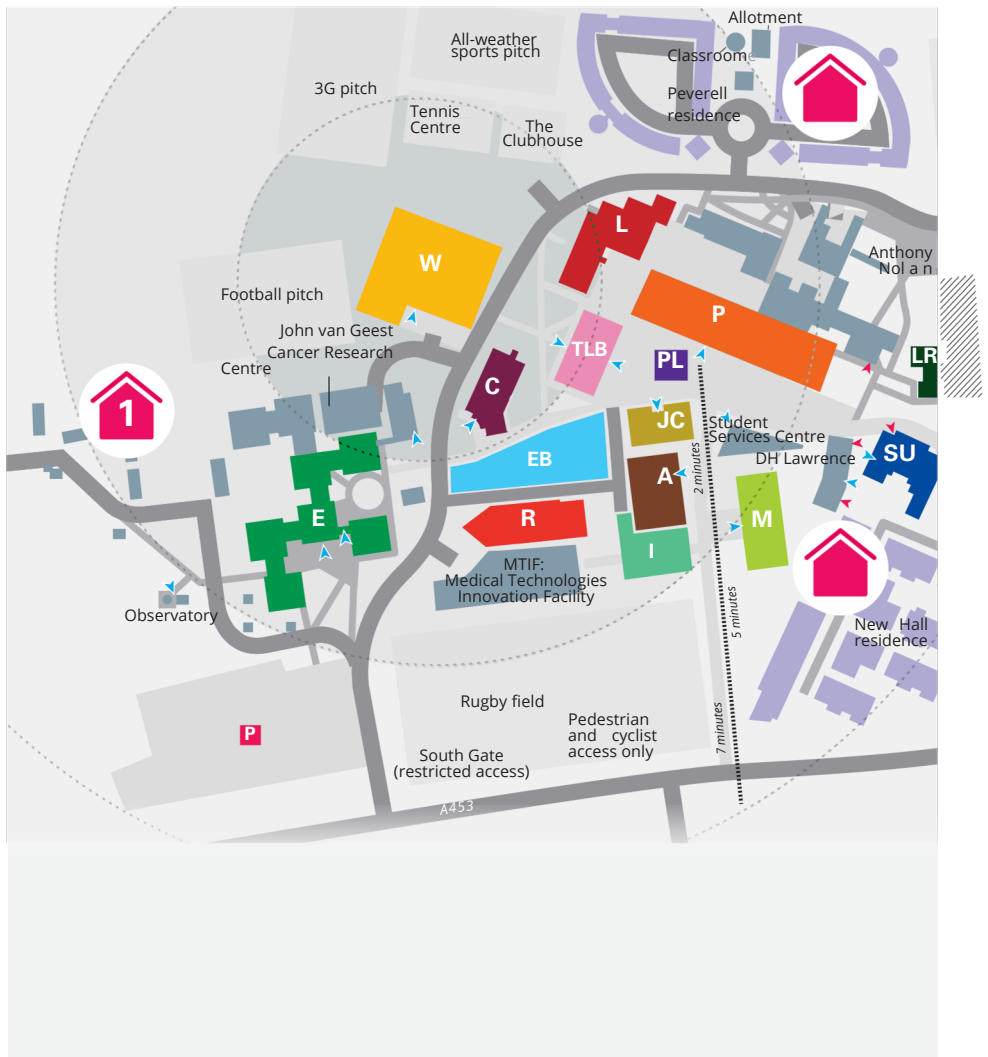 Allotment
All-weather
sports pitch
Classroom
3G pitch
Peverell
residence
Tennis
Centre
The
Clubhouse
L
Anthony
Nol a n
W
Football pitch
P
John van Geest
Cancer Research
Centre
TLB
PL
LR
C
1
JC
Student
Services Centre
DH Lawrence
SU
EB
A
2 minutes
E
R
M
I
MTIF:
Medical Technologies
Innovation Facility
Observatory
5 minutes
New Hall
residence
Rugby field
Pedestrian
and cyclist
access only
P
7 minutes
South Gate
(restricted access)
A453